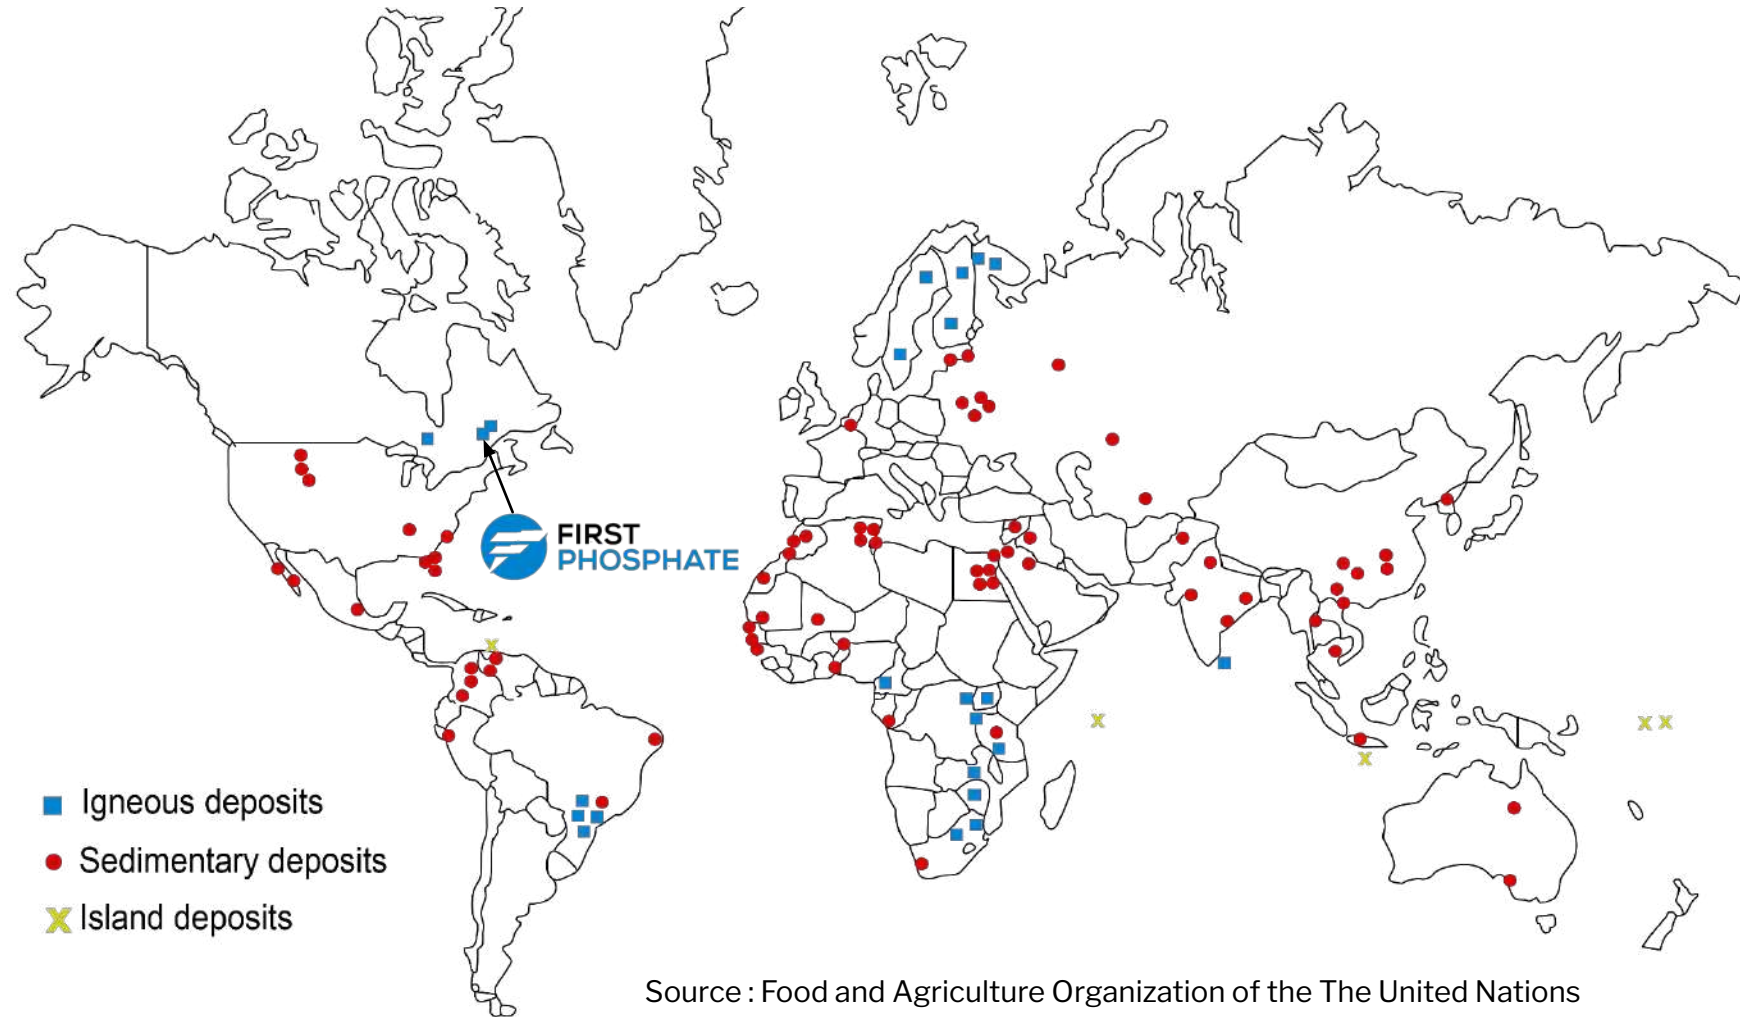 FIRST
PHOSPHATE
Igneous deposits
Sedimentary deposits
Island deposits
Source : Food and Agriculture Organization of the The United Nations